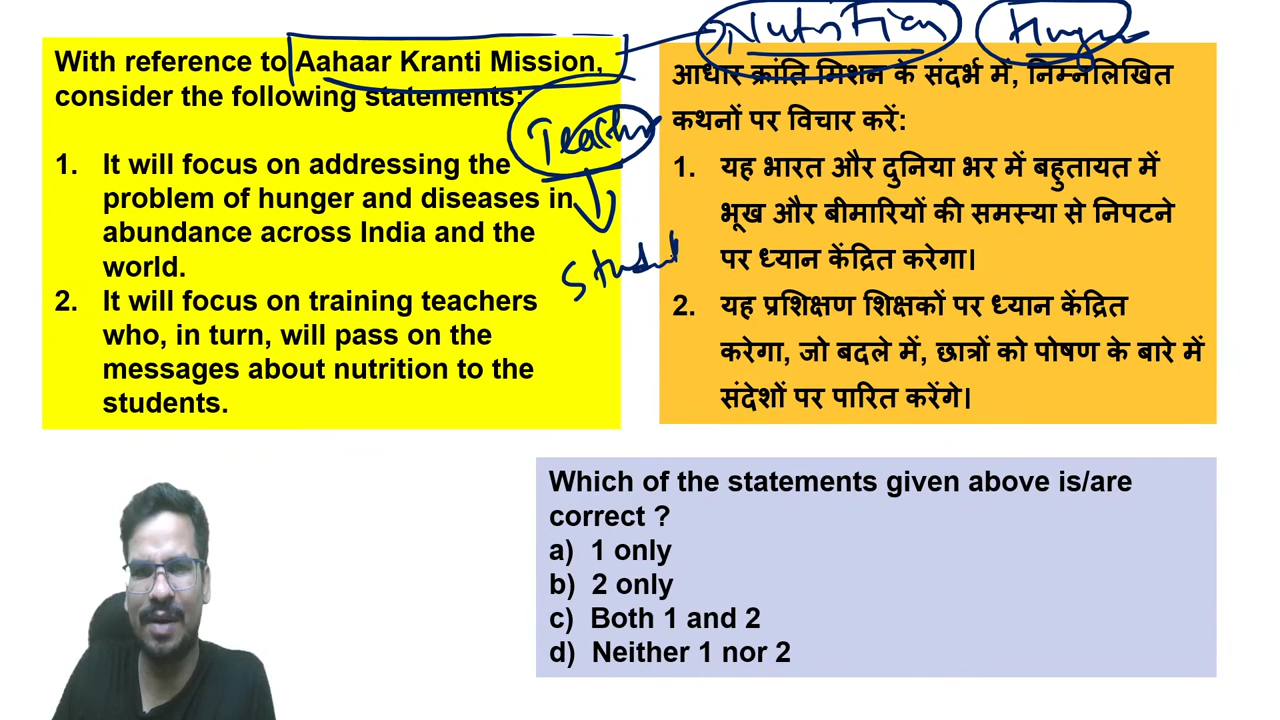 Nutrition Hunger
With reference to Aahaar Kranti Mission,
consider the following statements:
Teacher
1. It will focus on addressing the
problem of hunger and diseases in
abundance across India and the
world.
Student
2. It will focus on training teachers
who, in turn, will pass on the
messages about nutrition to the
students.
आधार क्रांति मिशन के संदर्भ में, निम्नलिखित
कथनों पर विचार करें:
1. यह भारत और दुनिया भर में बहुतायत में
भूख और बीमारियों की समस्या से निपटने
पर ध्यान केंद्रित करेगा।
2. यह प्रशिक्षण शिक्षकों पर ध्यान केंद्रित
करेगा, जो बदले में, छात्रों को पोषण के बारे में
संदेशों पर पारित करेंगे।
Which of the statements given above is/are
correct ?
a) 1 only
b) 2 only
c) Both 1 and 2
d) Neither 1 nor 2